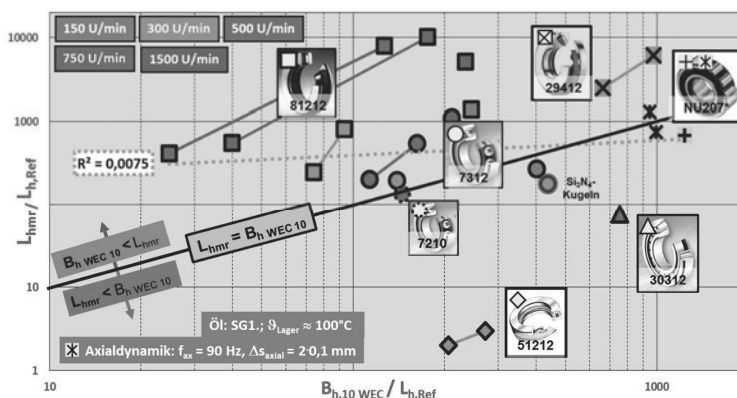 10000
1000
10
1
L_hmr / L_h,Ref
150 U/min
300 U/min
500 U/min
750 U/min
1500 U/min
81212
29412
NU207*
R² = 0,0075
7312
Si₃N₄-
Kugeln
7210
30312
B_h WEC 10 < L_hmr
L_hmr = B_h WEC 10
L_hmr < B_h WEC 10
Öl: SG1.; ϑ_Lager ≈ 100°C
Axialdynamik: f_ax = 90 Hz, Δs_axial = 2·0,1 mm
51212
10
1000
B_h,10 WEC / L_h,Ref